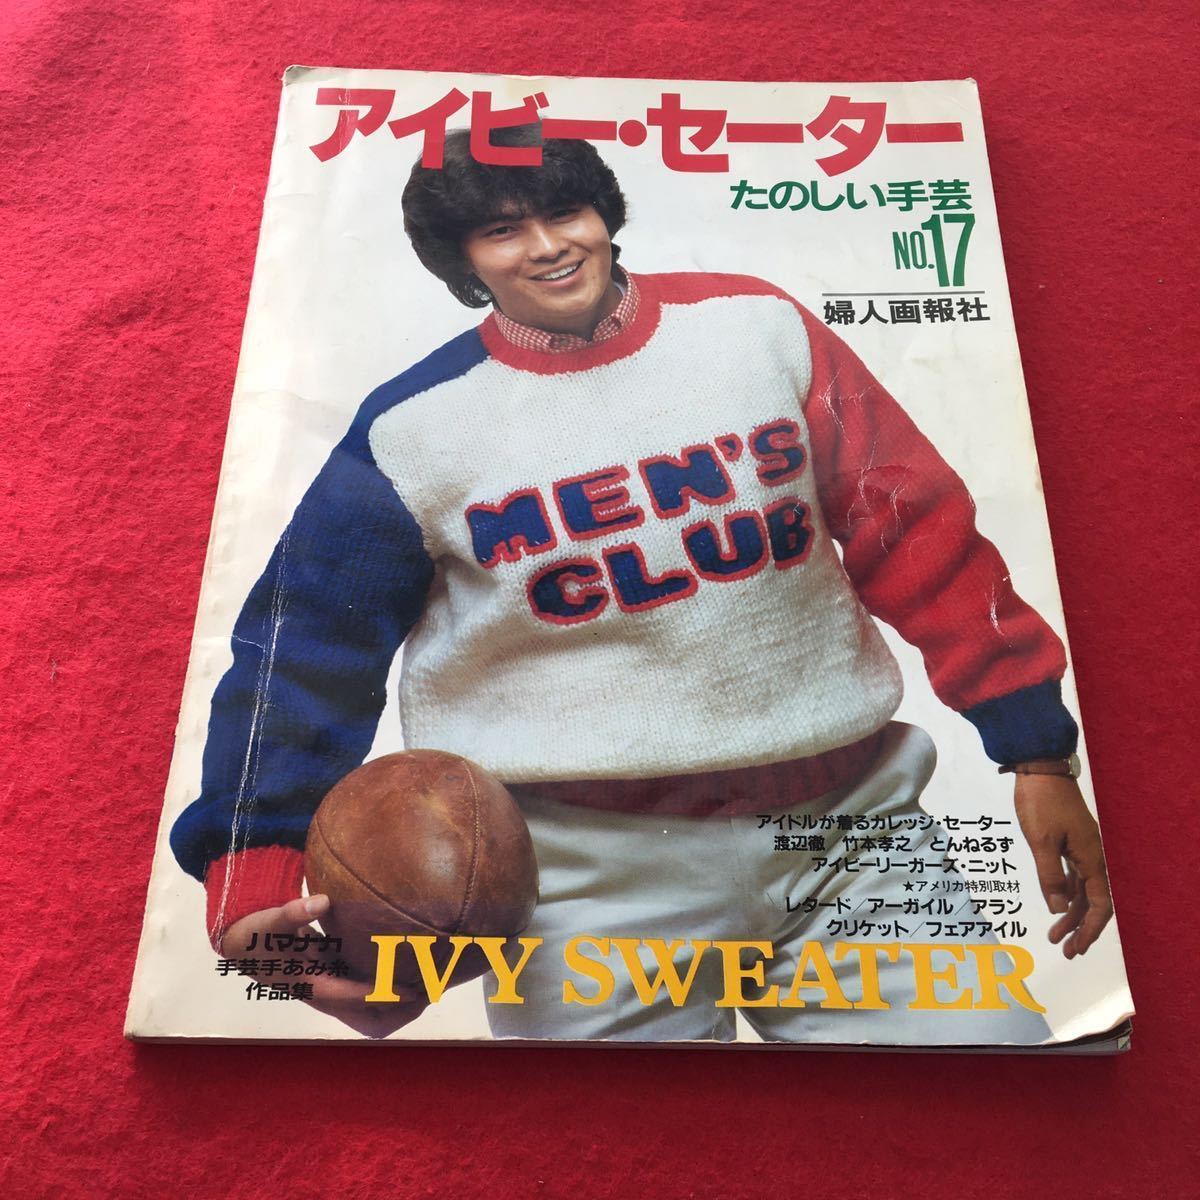 アイビー・セーター
たのしい手芸
NO.17
婦人画報社
MEN'S
CLUB
アイドルが着るカレッジ・セーター
渡辺徹/竹本孝之/とんねるず
アイビーリーガーズ・ニット
★アメリカ特別取材
レタード/アーガイル/アラン
クリケット/フェアアイル
ハマナカ
手芸手あみ糸
作品集
IVY SWEATER